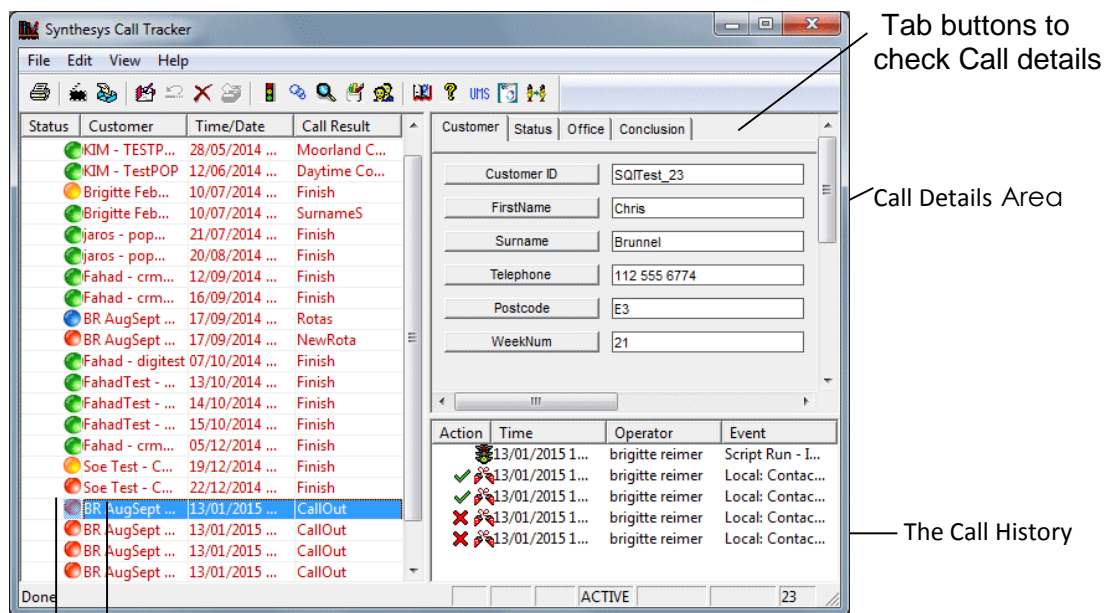 Synthesys Call Tracker
Tab buttons to
check Call details
File Edit View Help
UMS
Status Customer Time/Date Call Result
KIM - TESTP... 28/05/2014 ... Moorland C...
KIM - TestPOP 12/06/2014 ... Daytime Co...
Brigitte Feb... 10/07/2014 ... Finish
Brigitte Feb... 10/07/2014 ... SurnameS
jaros - pop... 21/07/2014 ... Finish
jaros - pop... 20/08/2014 ... Finish
Fahad - crm... 12/09/2014 ... Finish
Fahad - crm... 16/09/2014 ... Finish
BR AugSept ... 17/09/2014 ... Rotas
BR AugSept ... 17/09/2014 ... NewRota
Fahad - digitest 07/10/2014 ... Finish
FahadTest - ... 13/10/2014 ... Finish
FahadTest - ... 14/10/2014 ... Finish
FahadTest - ... 15/10/2014 ... Finish
Fahad - crm... 05/12/2014 ... Finish
Soe Test - C... 19/12/2014 ... Finish
Soe Test - C... 22/12/2014 ... Finish
BR AugSept ... 13/01/2015 ... CallOut
BR AugSept ... 13/01/2015 ... CallOut
BR AugSept ... 13/01/2015 ... CallOut
BR AugSept ... 13/01/2015 ... CallOut
Customer Status Office Conclusion
Customer ID SQlTest_23
FirstName Chris
Surname Brunnel
Telephone 112 555 6774
Postcode E3
WeekNum 21
Call Details Area
Action Time Operator Event
13/01/2015 1... brigitte reimer Script Run - I...
13/01/2015 1... brigitte reimer Local: Contac...
13/01/2015 1... brigitte reimer Local: Contac...
13/01/2015 1... brigitte reimer Local: Contac...
13/01/2015 1... brigitte reimer Local: Contac...
The Call History
Done ACTIVE 23